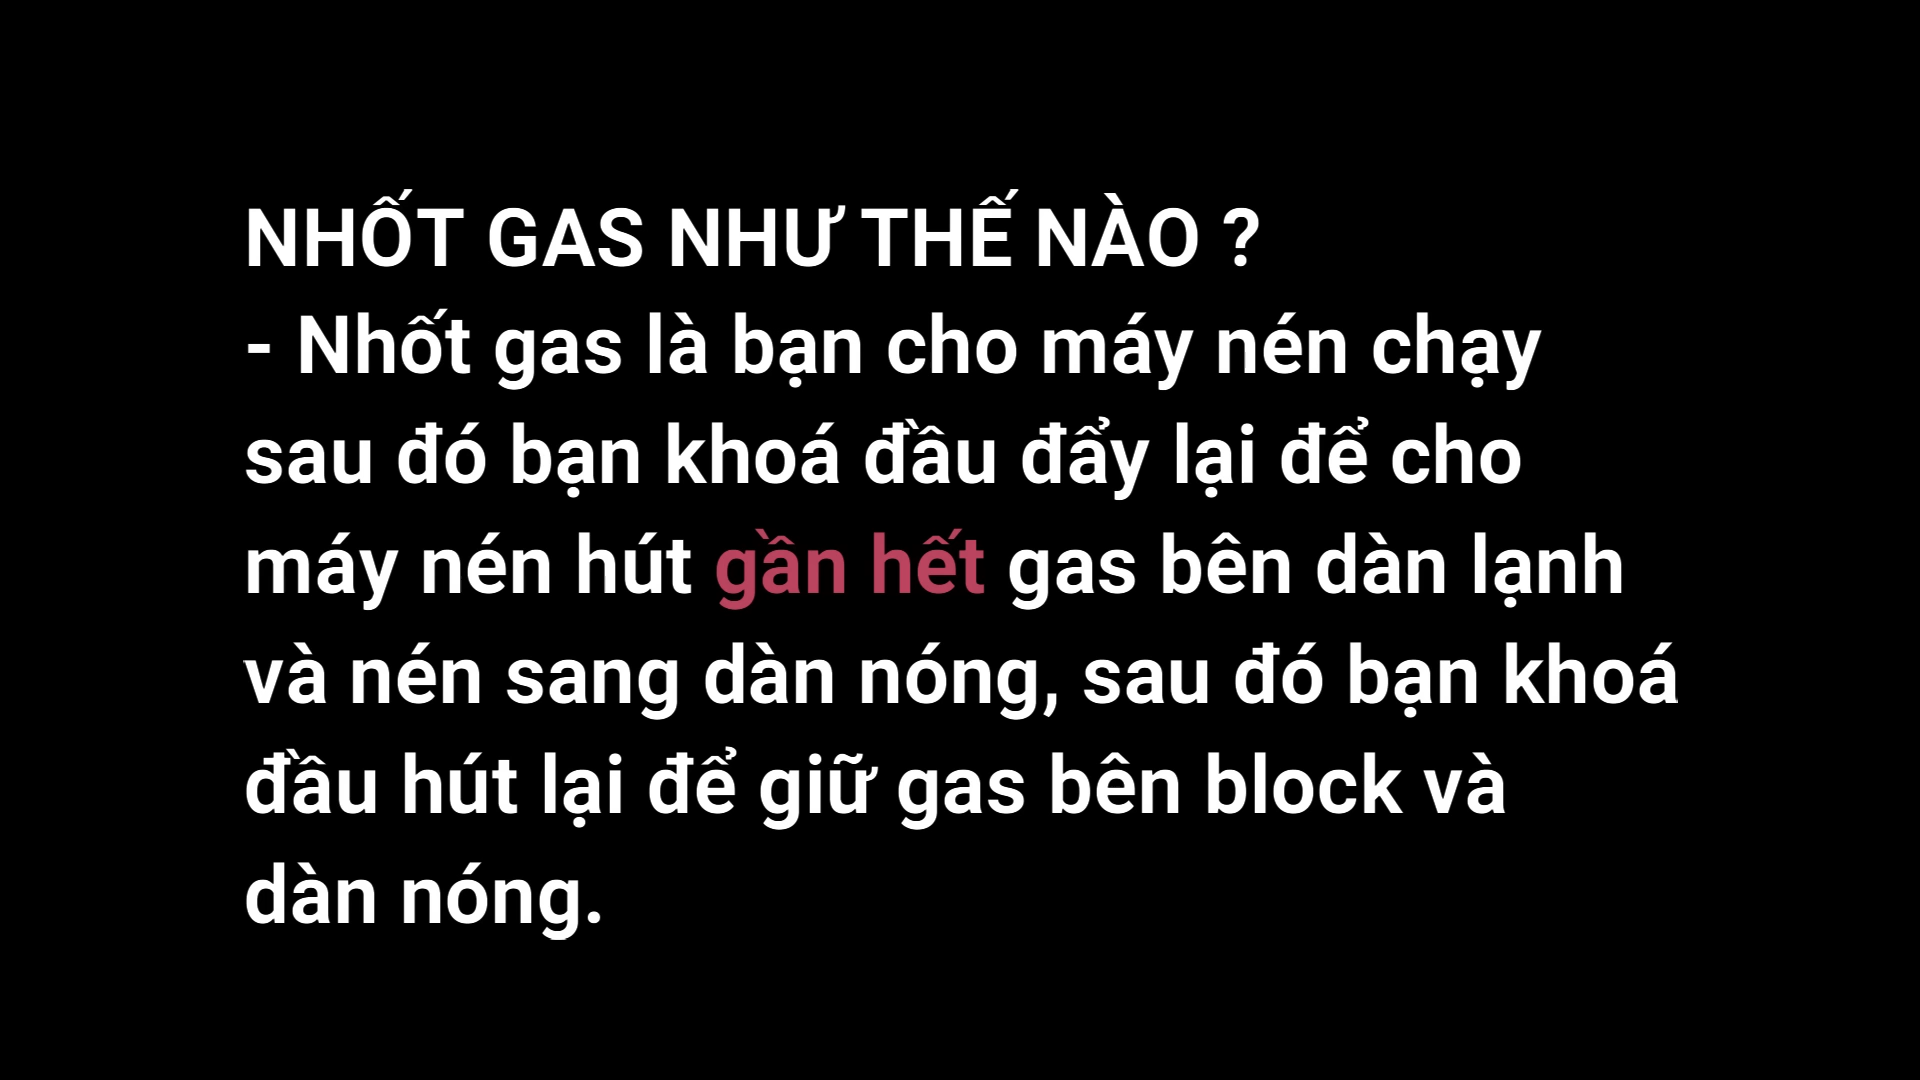 NHỐT GAS NHƯ THẾ NÀO ?
- Nhốt gas là bạn cho máy nén chạy
sau đó bạn khoá đầu đẩy lại để cho
máy nén hút gần hết gas bên dàn lạnh
và nén sang dàn nóng, sau đó bạn khoá
đầu hút lại để giữ gas bên block và
dàn nóng.